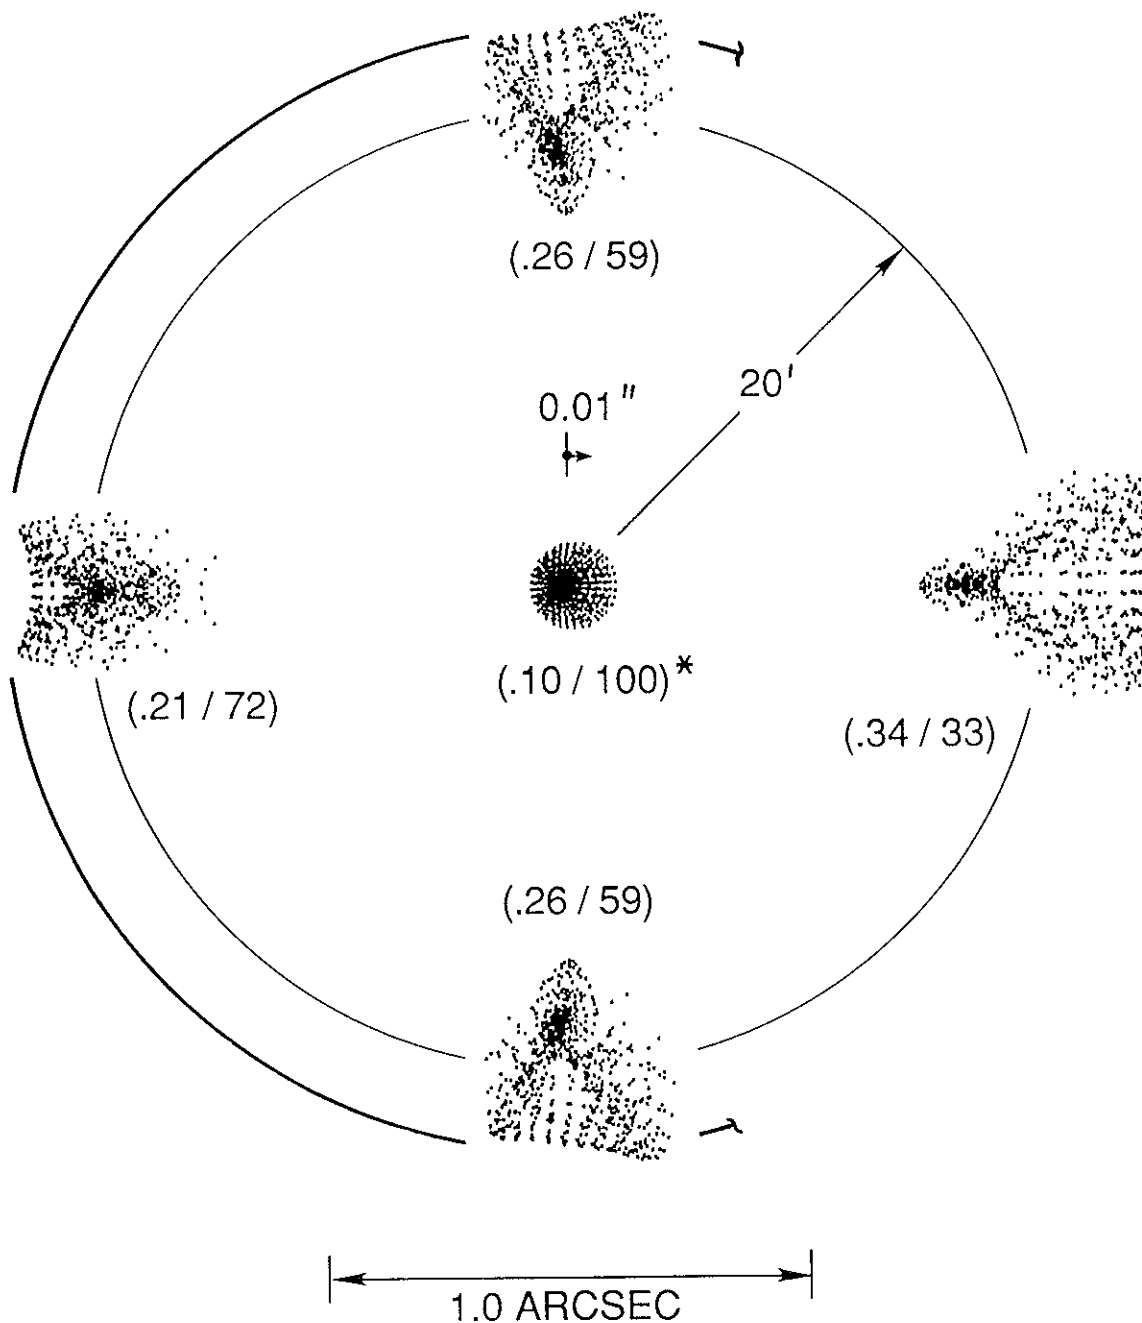 (.26 / 59)
20'
0.01"
(.10 / 100)*
(.21 / 72)
(.34 / 33)
(.26 / 59)
1.0 ARCSEC